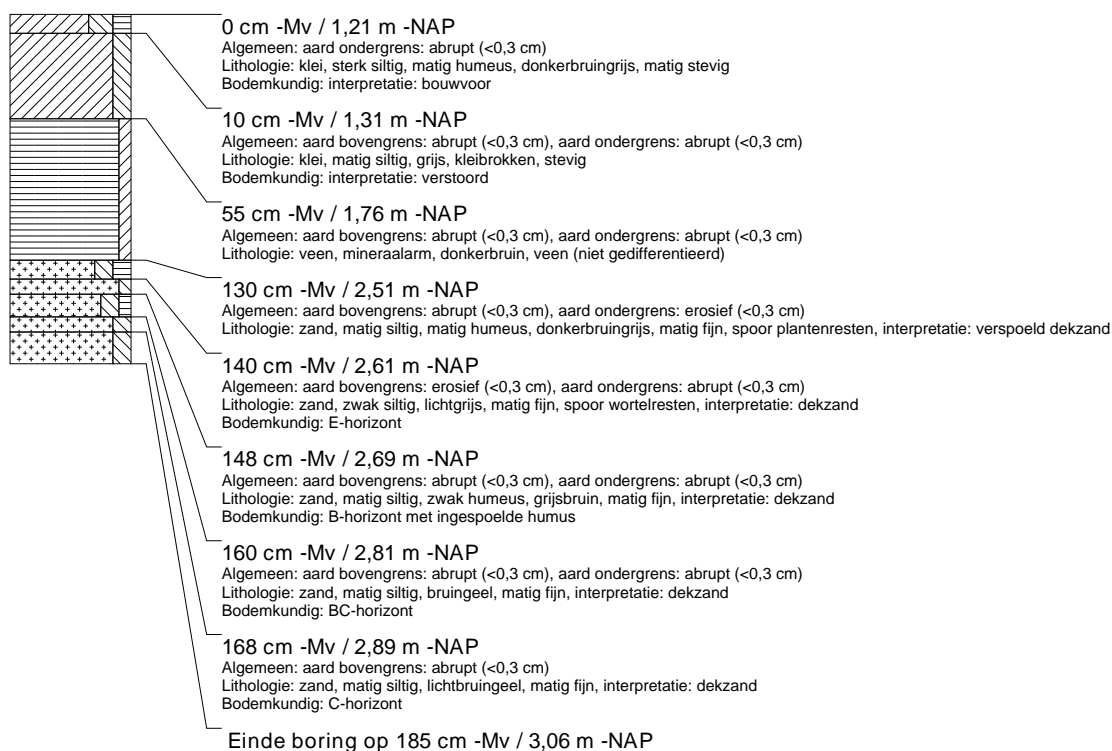 0 cm -Mv / 1,21 m -NAP
Algemeen: aard ondergrens: abrupt (<0,3 cm)
Lithologie: klei, sterk siltig, matig humeus, donkerbruingrijs, matig stevig
Bodemkundig: interpretatie: bouwvoor
10 cm -Mv / 1,31 m -NAP
Algemeen: aard bovengrens: abrupt (<0,3 cm), aard ondergrens: abrupt (<0,3 cm)
Lithologie: klei, matig siltig, grijs, kleibrokken, stevig
Bodemkundig: interpretatie: verstoord
55 cm -Mv / 1,76 m -NAP
Algemeen: aard bovengrens: abrupt (<0,3 cm), aard ondergrens: abrupt (<0,3 cm)
Lithologie: veen, mineraalarm, donkerbruin, veen (niet gedifferentieerd)
130 cm -Mv / 2,51 m -NAP
Algemeen: aard bovengrens: abrupt (<0,3 cm), aard ondergrens: erosief (<0,3 cm)
Lithologie: zand, matig siltig, matig humeus, donkerbruingrijs, matig fijn, spoor plantenresten, interpretatie: verspoeld dekzand
140 cm -Mv / 2,61 m -NAP
Algemeen: aard bovengrens: erosief (<0,3 cm), aard ondergrens: abrupt (<0,3 cm)
Lithologie: zand, zwak siltig, lichtgrijs, matig fijn, spoor wortelresten, interpretatie: dekzand
Bodemkundig: E-horizont
148 cm -Mv / 2,69 m -NAP
Algemeen: aard bovengrens: abrupt (<0,3 cm), aard ondergrens: abrupt (<0,3 cm)
Lithologie: zand, matig siltig, zwak humeus, grijsbruin, matig fijn, interpretatie: dekzand
Bodemkundig: B-horizont met ingespoelde humus
160 cm -Mv / 2,81 m -NAP
Algemeen: aard bovengrens: abrupt (<0,3 cm), aard ondergrens: abrupt (<0,3 cm)
Lithologie: zand, matig siltig, bruingeel, matig fijn, interpretatie: dekzand
Bodemkundig: BC-horizont
168 cm -Mv / 2,89 m -NAP
Algemeen: aard bovengrens: abrupt (<0,3 cm)
Lithologie: zand, matig siltig, lichtbruingeel, matig fijn, interpretatie: dekzand
Bodemkundig: C-horizont
Einde boring op 185 cm -Mv / 3,06 m -NAP